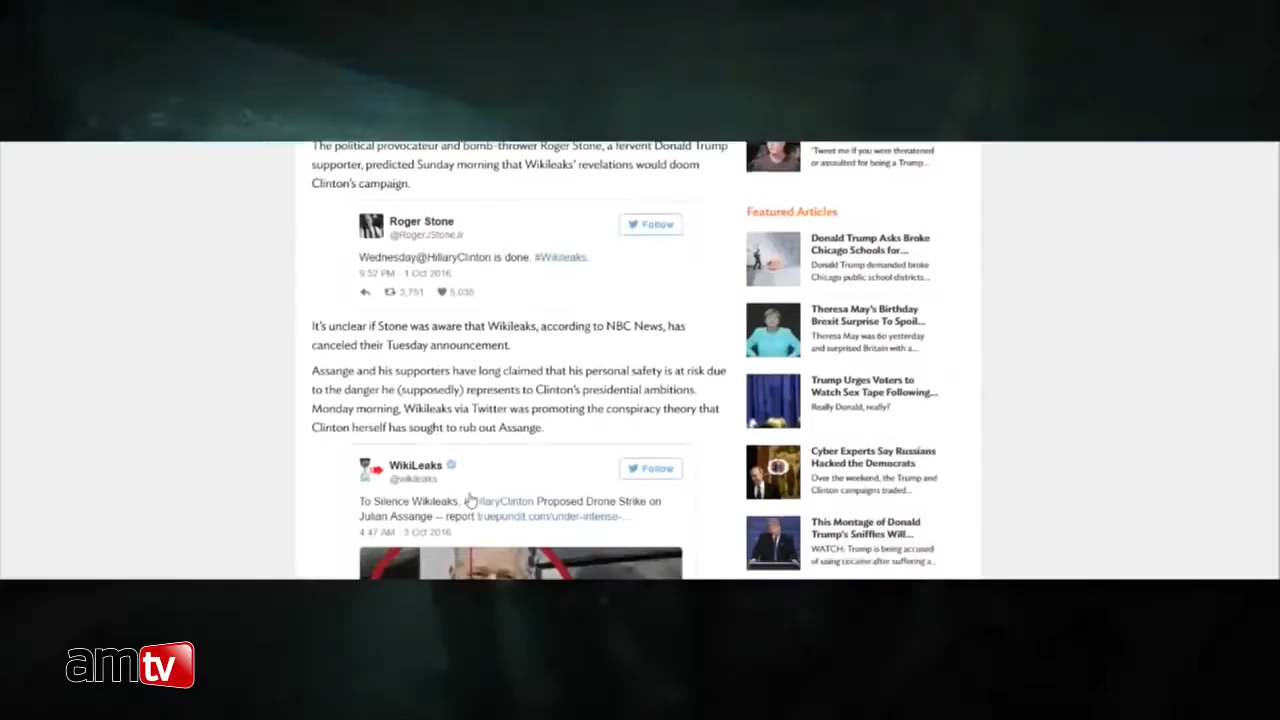 The political provocateur and bomb-thrower Roger Stone, a fervent Donald Trump
supporter, predicted Sunday morning that Wikileaks' revelations would doom
Clinton's campaign.
Roger Stone
@RogerJStoneJr
Follow
Wednesday@HillaryClinton is done. #Wikileaks.
9:52 PM - 1 Oct 2016
3,751 5,035
It's unclear if Stone was aware that Wikileaks, according to NBC News, has
canceled their Tuesday announcement.
Assange and his supporters have long claimed that his personal safety is at risk due
to the danger he (supposedly) represents to Clinton's presidential ambitions.
Monday morning, Wikileaks via Twitter was promoting the conspiracy theory that
Clinton herself has sought to rub out Assange.
WikiLeaks
@wikileaks
Follow
To Silence Wikileaks, HillaryClinton Proposed Drone Strike on
Julian Assange -- report truepundit.com/under-intense-...
4:47 AM - 3 Oct 2016
'Tweet me if you were threatened
or assaulted for being a Trump...
Featured Articles
Donald Trump Asks Broke
Chicago Schools for...
Donald Trump demanded broke
Chicago public school districts...
Theresa May's Birthday
Brexit Surprise To Spoil...
Theresa May was 60 yesterday
and surprised Britain with a...
Trump Urges Voters to
Watch Sex Tape Following...
Really Donald, really?
Cyber Experts Say Russians
Hacked the Democrats
Over the weekend, the Trump and
Clinton campaigns traded...
This Montage of Donald
Trump's Sniffles Will...
WATCH: Trump is being accused
of using cocaine after suffering a...
amtv